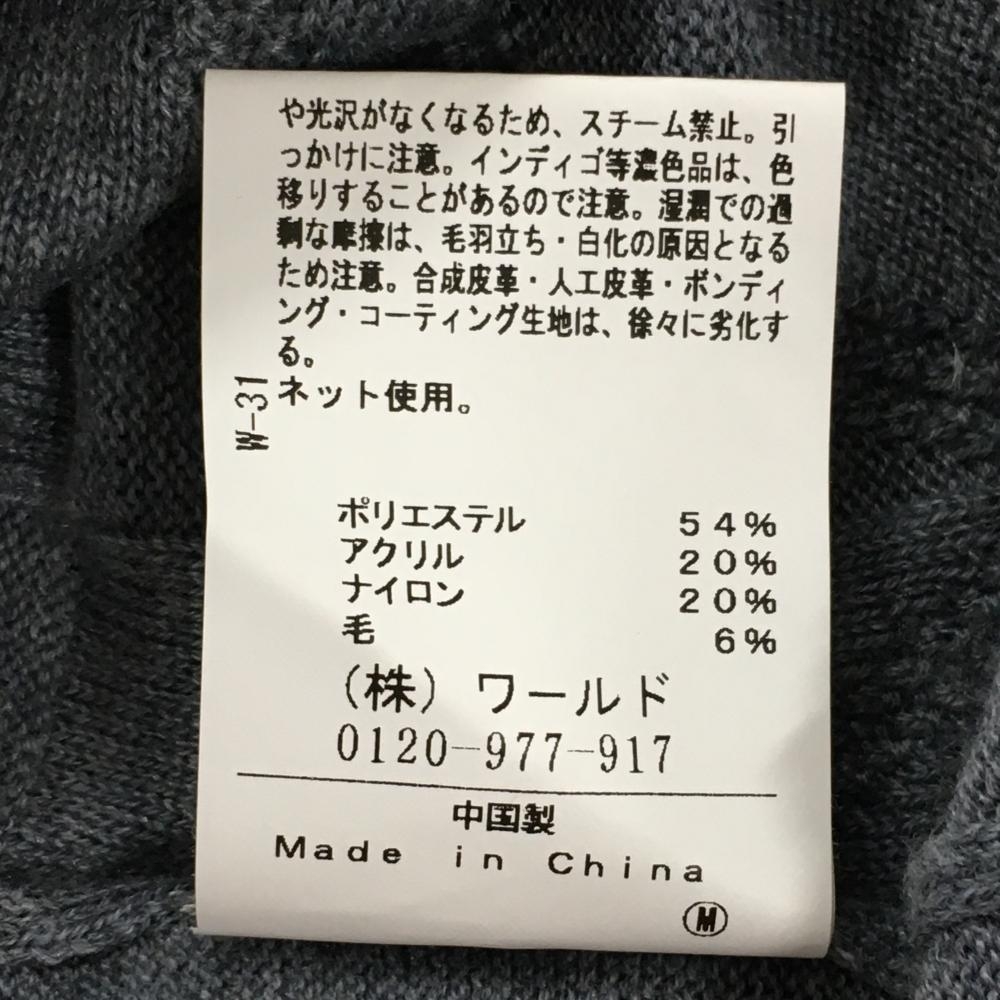 や光沢がなくなるため、スチーム禁止。引
っかけに注意。インディゴ等濃色品は、色
移りすることがあるので注意。湿潤での過
剰な摩擦は、毛羽立ち・白化の原因となる
ため注意。合成皮革・人工皮革・ボンディ
ング・コーティング生地は、徐々に劣化す
る。
ネット使用。
W-31
ポリエステル 54%
アクリル 20%
ナイロン 20%
毛 6%
(株) ワールド
0120-977-917
中国製
Made in China
M